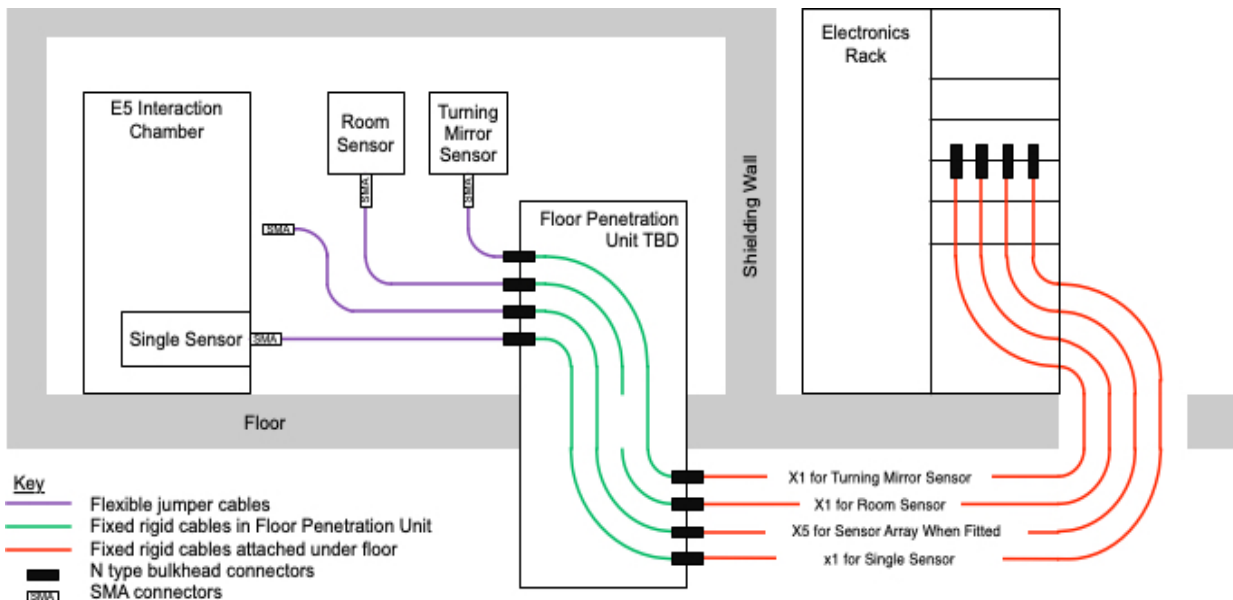 E5 Interaction
Chamber
Room
Sensor
Turning
Mirror
Sensor
Electronics
Rack
SMA
SMA
SMA
Single Sensor
SMA
Floor Penetration
Unit TBD
Shielding Wall
Floor
X1 for Turning Mirror Sensor
X1 for Room Sensor
X5 for Sensor Array When Fitted
x1 for Single Sensor
Key
Flexible jumper cables
Fixed rigid cables in Floor Penetration Unit
Fixed rigid cables attached under floor
N type bulkhead connectors
SMA SMA connectors